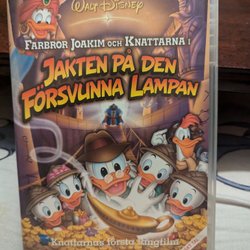 WALT DISNEY
FARBROR JOAKIM OCH KNATTARNA I
JAKTEN PÅ DEN
FÖRSVUNNA LAMPAN
Knattarnas första långfilm